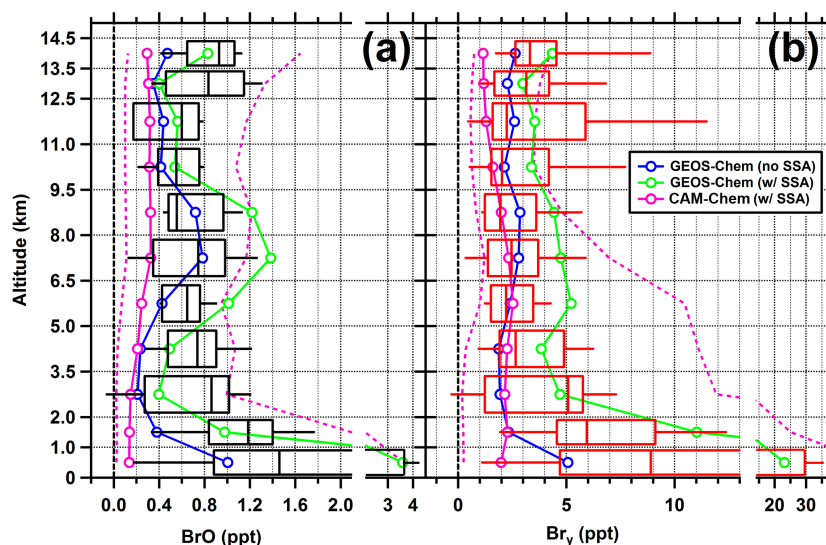 (a)
(b)
14.5
13.5
12.5
11.0
9.5
8.0
6.5
5.0
3.5
2.0
1.0
0
Altitude (km)
GEOS-Chem (no SSA)
GEOS-Chem (w/ SSA)
CAM-Chem (w/ SSA)
0.0 0.4 0.8 1.2 1.6 2.0 3 4
0 5 10 20 30
BrO (ppt)
Bry (ppt)